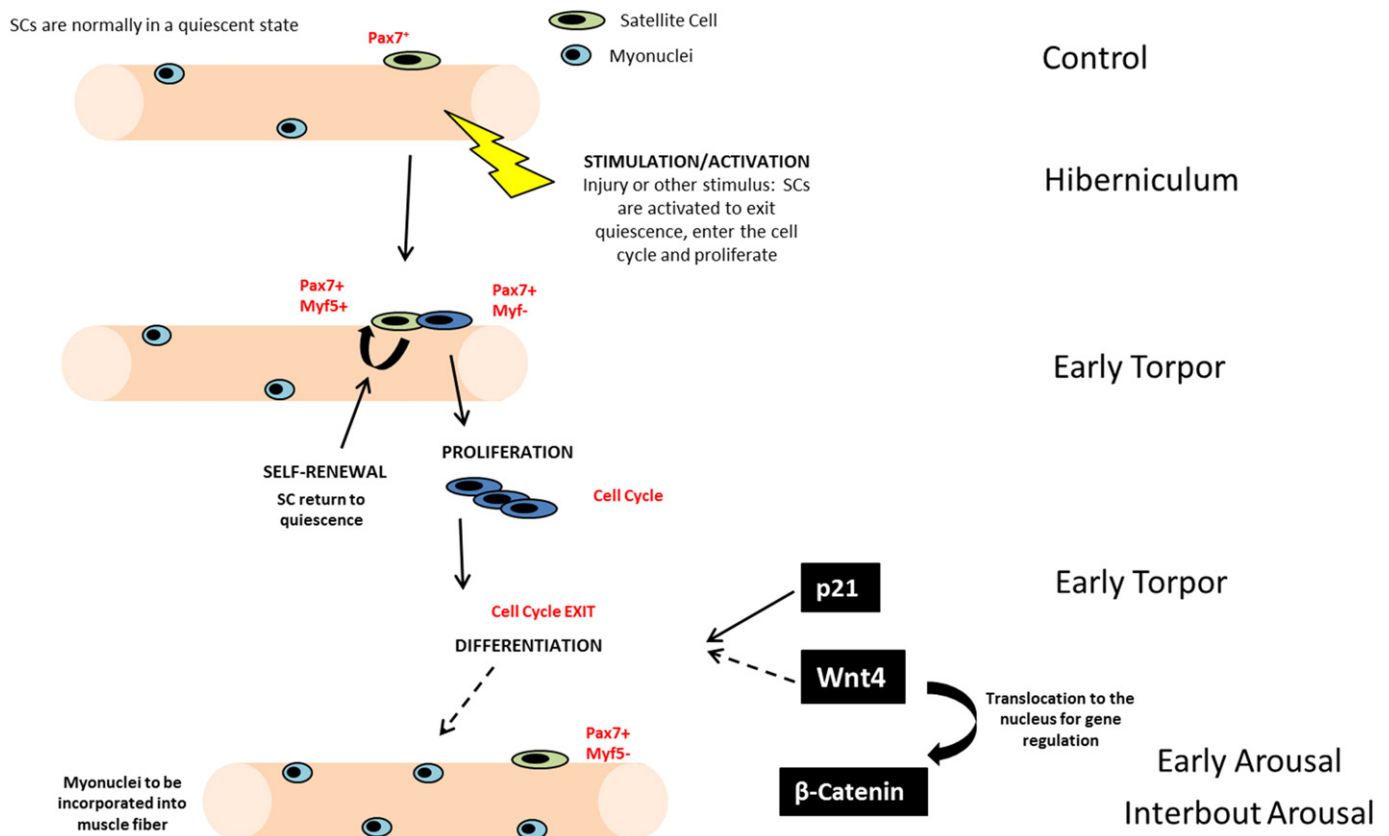 SCs are normally in a quiescent state
Pax7⁺
Satellite Cell
Myonuclei
Control
STIMULATION/ACTIVATION
Injury or other stimulus: SCs
are activated to exit
quiescence, enter the cell
cycle and proliferate
Hiberniculum
Pax7+
Myf5+
Pax7+
Myf-
Early Torpor
SELF-RENEWAL
SC return to
quiescence
PROLIFERATION
Cell Cycle
Cell Cycle EXIT
DIFFERENTIATION
p21
Early Torpor
Wnt4
Translocation to the
nucleus for gene
regulation
β-Catenin
Pax7+
Myf5-
Myonuclei to be
incorporated into
muscle fiber
Early Arousal
Interbout Arousal